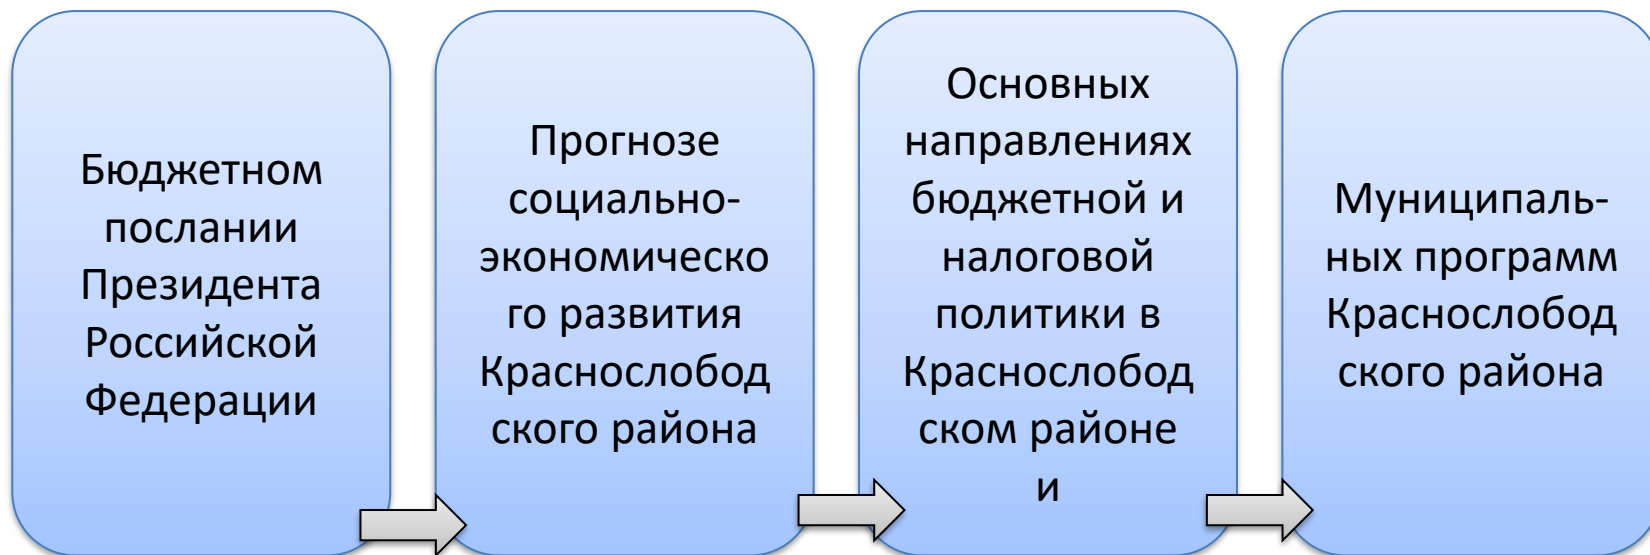 Бюджетном
послании
Президента
Российской
Федерации
Прогнозе
социально-
экономическо
го развития
Краснослобод
ского района
Основных
направлениях
бюджетной и
налоговой
политики в
Краснослобод
ском районе
и
Муниципаль-
ных программ
Краснослобод
ского района